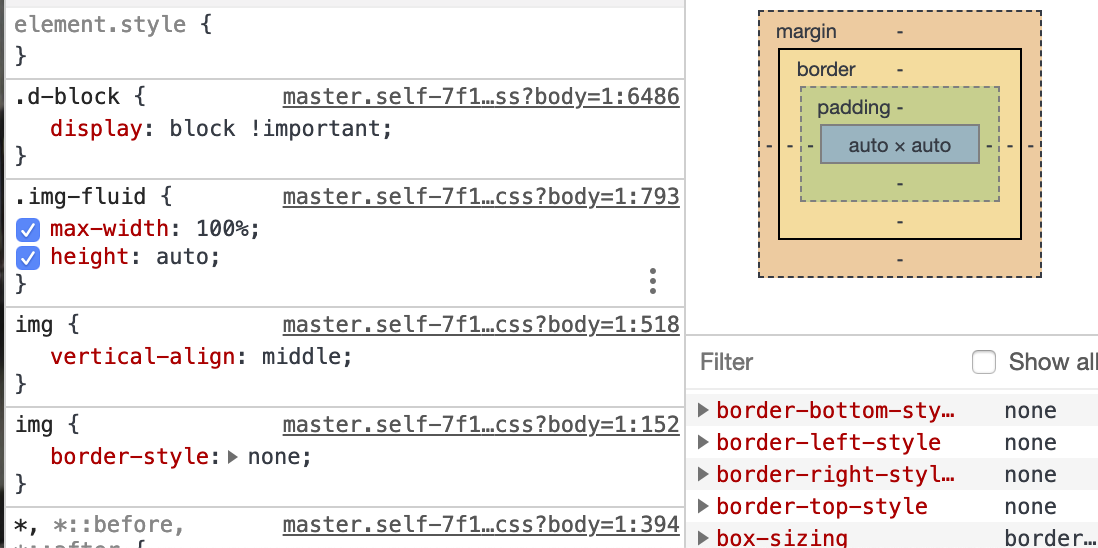 element.style {
}
.d-block { master.self-7f1…ss?body=1:6486
display: block !important;
}
.img-fluid { master.self-7f1…css?body=1:793
max-width: 100%;
height: auto;
}
img { master.self-7f1…css?body=1:518
vertical-align: middle;
}
img { master.self-7f1…css?body=1:152
border-style: none;
}
*, *::before, master.self-7f1…css?body=1:394
*::after {
margin -
border -
padding -
- - - auto × auto - - -
-
-
-
Filter Show all
border-bottom-sty… none
border-left-style none
border-right-styl… none
border-top-style none
box-sizing border…